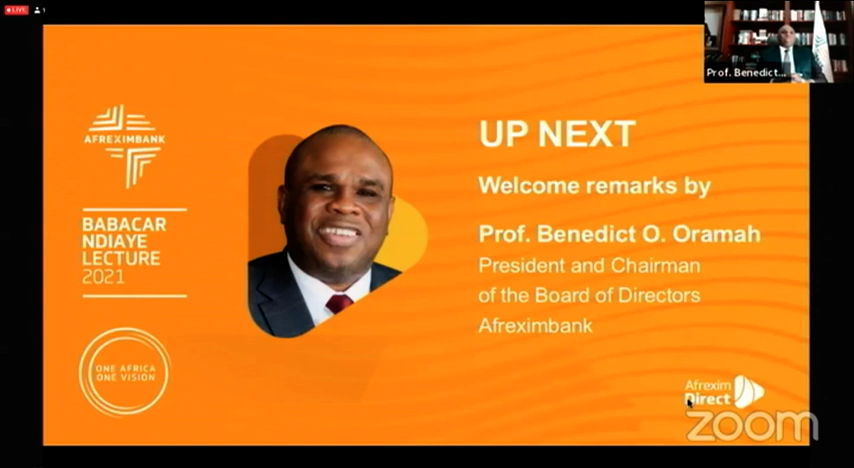 LIVE
1
Prof. Benedict...
AFREXIMBANK
BABACAR
NDIAYE
LECTURE
2021
ONE AFRICA
ONE VISION
UP NEXT
Welcome remarks by
Prof. Benedict O. Oramah
President and Chairman
of the Board of Directors
Afreximbank
Afrexim
Direct
zoom